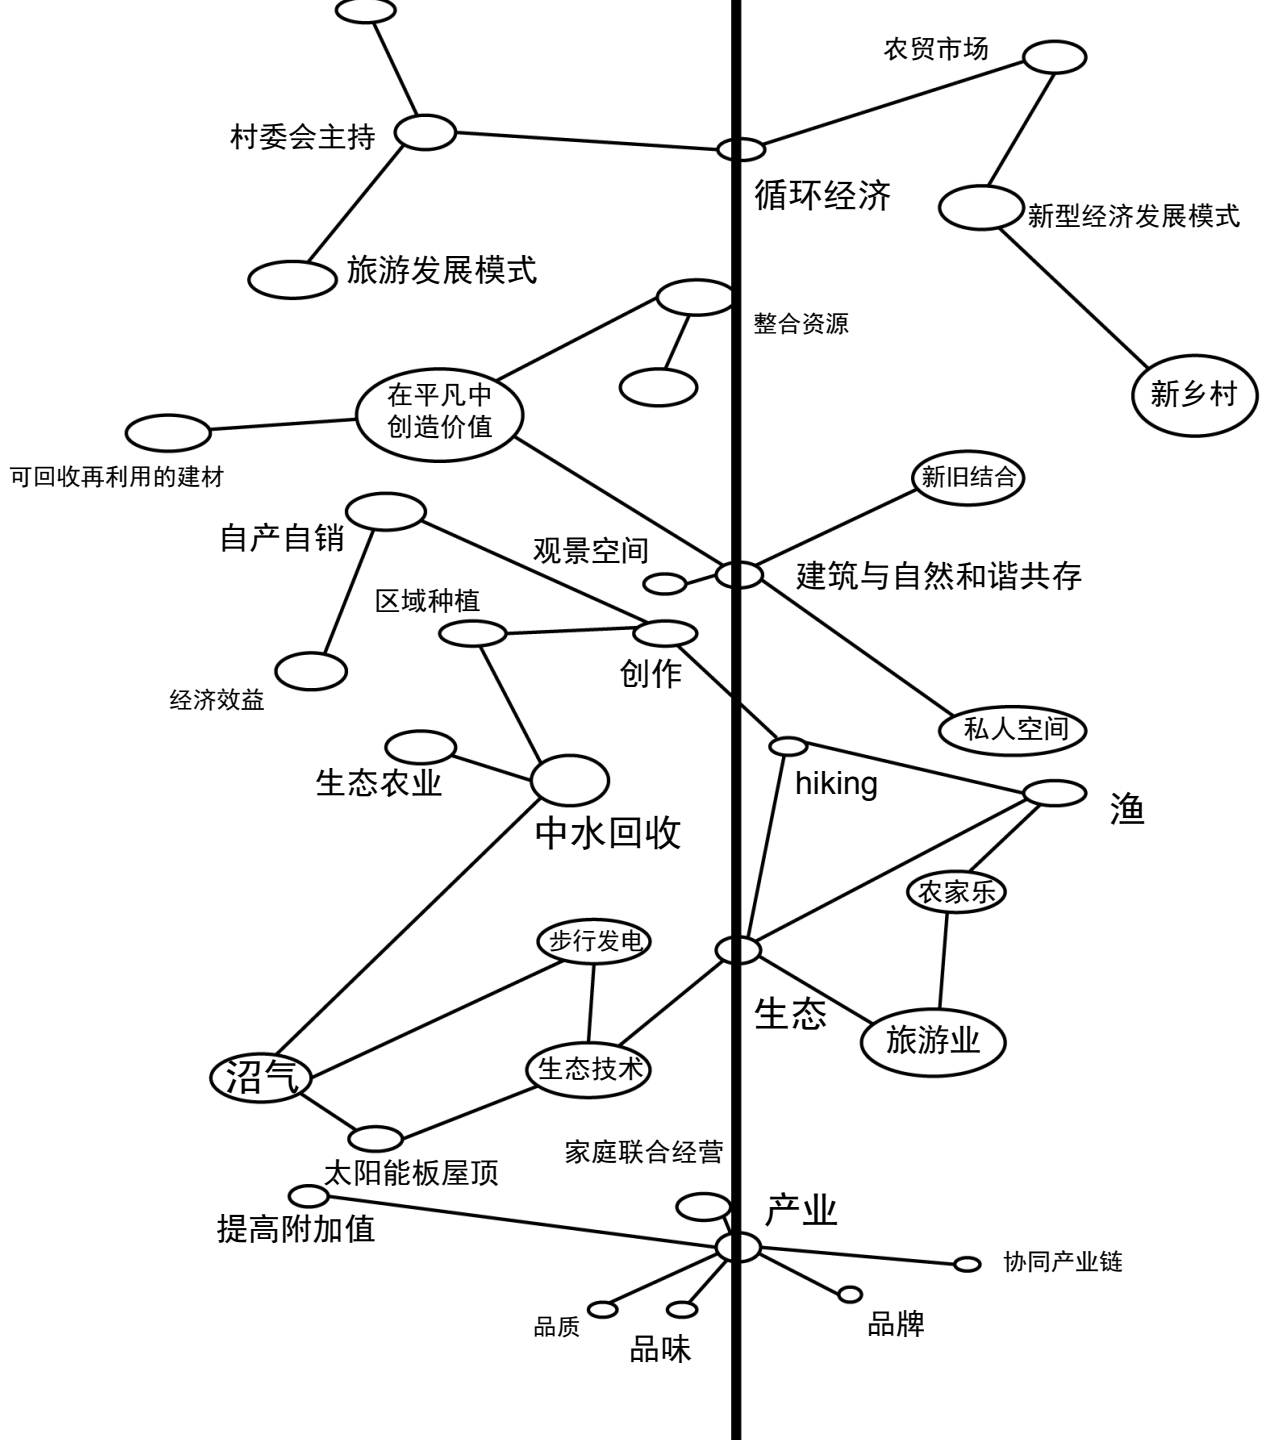 农贸市场
村委会主持
循环经济
新型经济发展模式
旅游发展模式
整合资源
在平凡中
创造价值
新乡村
可回收再利用的建材
新旧结合
自产自销
观景空间
建筑与自然和谐共存
区域种植
创作
经济效益
私人空间
生态农业
hiking
渔
中水回收
农家乐
步行发电
生态
旅游业
生态技术
沼气
家庭联合经营
太阳能板屋顶
产业
提高附加值
协同产业链
品质
品牌
品味